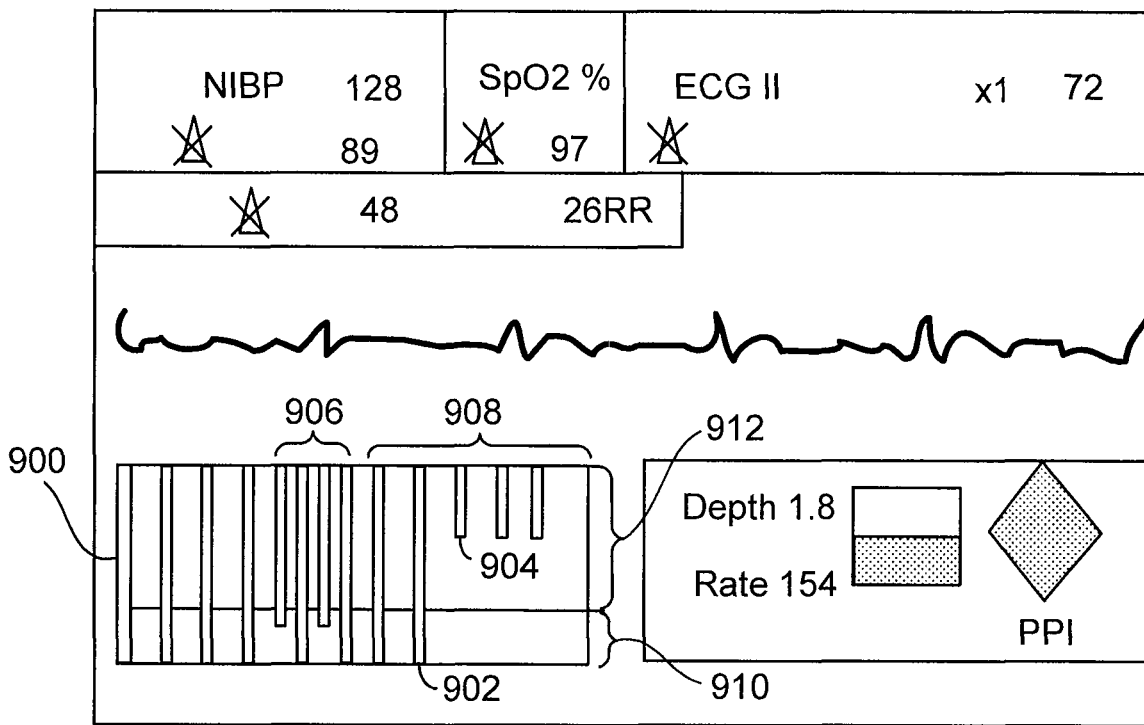 NIBP 128 SpO2 % ECG II x1 72
89 97
48 26RR
906 908 912
900
Depth 1.8
904
Rate 154
PPI
902 910